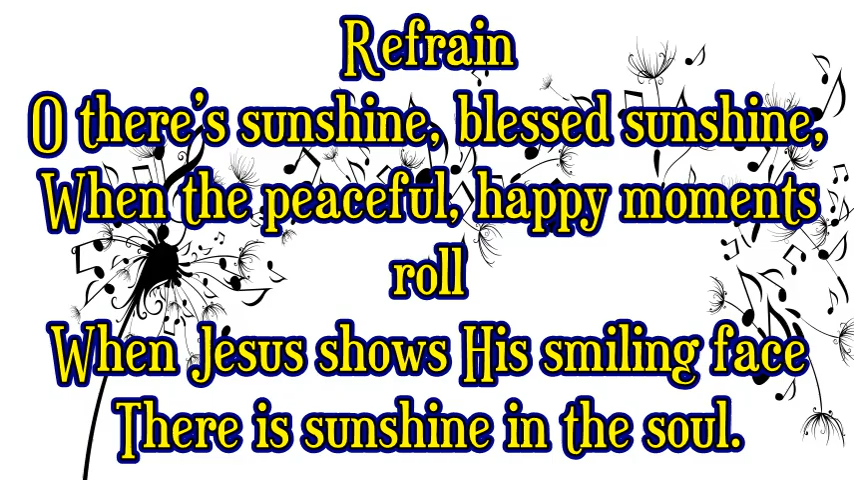 Refrain
O there's sunshine, blessed sunshine,
When the peaceful, happy moments
roll
When Jesus shows His smiling face
There is sunshine in the soul.